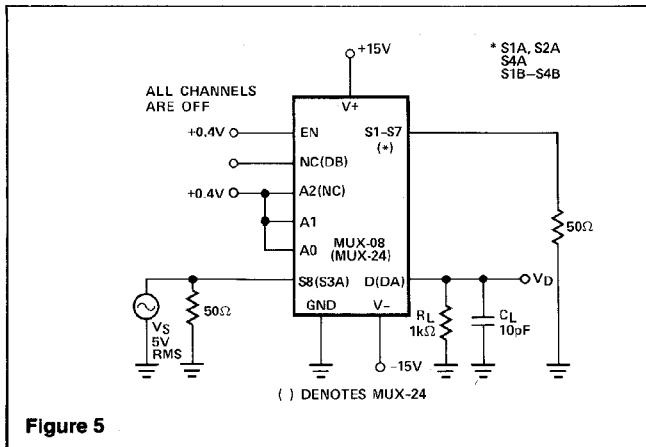 +15V
* S1A, S2A
S4A
S1B–S4B
ALL CHANNELS
ARE OFF
V+
+0.4V
EN
S1–S7
(*)
NC(DB)
+0.4V
A2(NC)
A1
A0
MUX-08
(MUX-24)
50Ω
S8(S3A)
D(DA)
VD
GND
V−
50Ω
VS
5V
RMS
RL
1kΩ
CL
10pF
−15V
( ) DENOTES MUX-24
Figure 5